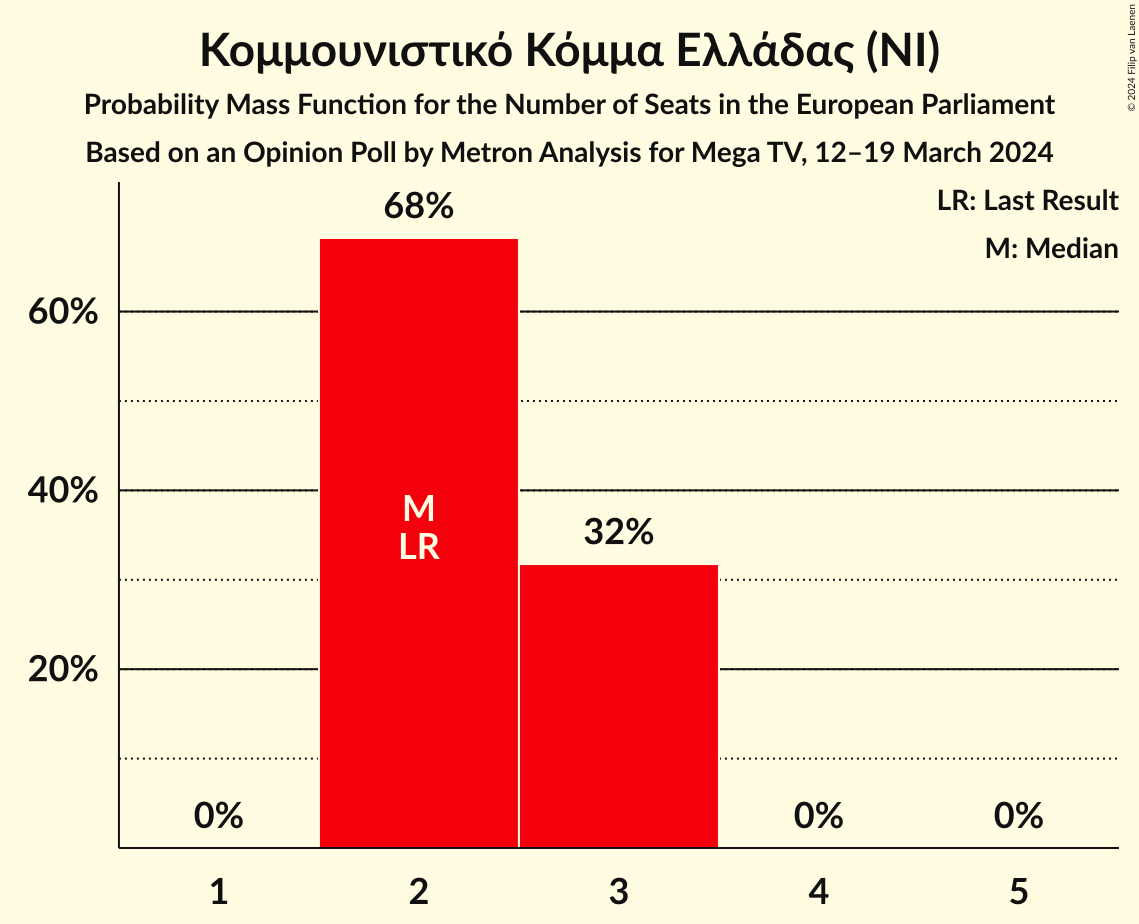 Κομμουνιστικό Κόμμα Ελλάδας (NI)
Probability Mass Function for the Number of Seats in the European Parliament
Based on an Opinion Poll by Metron Analysis for Mega TV, 12–19 March 2024
© 2024 Filip van Laenen
LR: Last Result
M: Median
68%
60%
40%
20%
M
LR
32%
0%
0%
0%
1
2
3
4
5